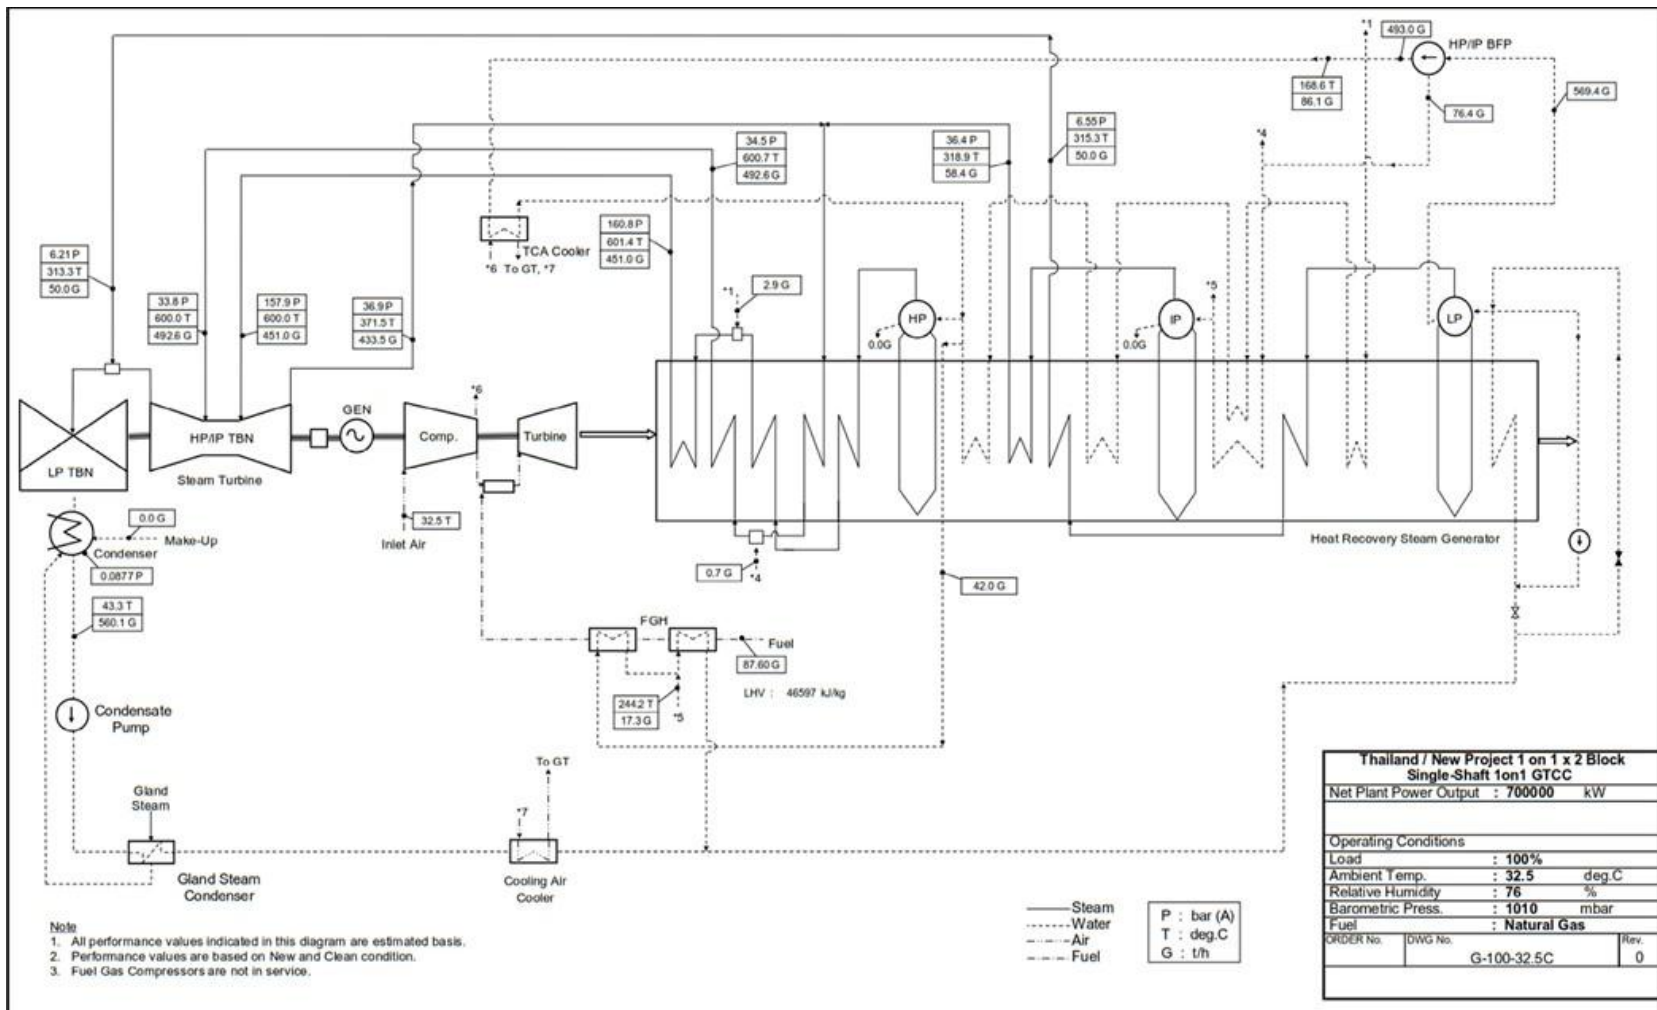 *1
493.0 G
HP/IP BFP
168.6 T
86.1 G
76.4 G
569.4 G
34.5 P
600.7 T
492.6 G
36.4 P
318.9 T
58.4 G
6.55 P
315.3 T
50.0 G
*4
6.21 P
313.3 T
50.0 G
TCA Cooler
*6 To GT, *7
160.8 P
601.4 T
451.0 G
33.8 P
600.0 T
492.6 G
157.9 P
600.0 T
451.0 G
36.9 P
371.5 T
433.5 G
*1
2.9 G
HP
0.0G
*5
IP
0.0G
LP
*6
GEN
LP TBN
HP/IP TBN
Steam Turbine
Comp.
Turbine
0.0 G
Make-Up
Condenser
0.0877 P
32.5 T
Inlet Air
43.3 T
560.1 G
0.7 G
*4
42.0 G
Heat Recovery Steam Generator
FGH
Fuel
87.60 G
LHV : 46597 kJ/kg
244.2 T
17.3 G
*5
Condensate
Pump
To GT
*7
Gland
Steam
Gland Steam
Condenser
Cooling Air
Cooler
Thailand / New Project 1 on 1 x 2 Block
Single-Shaft 1on1 GTCC
Net Plant Power Output : 700000 kW
Operating Conditions
Load : 100%
Ambient Temp. : 32.5 deg.C
Relative Humidity : 76 %
Barometric Press. : 1010 mbar
Fuel : Natural Gas
ORDER No. DWG No. Rev.
G-100-32.5C 0
Steam
Water
Air
Fuel
P : bar (A)
T : deg.C
G : t/h
Note
1. All performance values indicated in this diagram are estimated basis.
2. Performance values are based on New and Clean condition.
3. Fuel Gas Compressors are not in service.